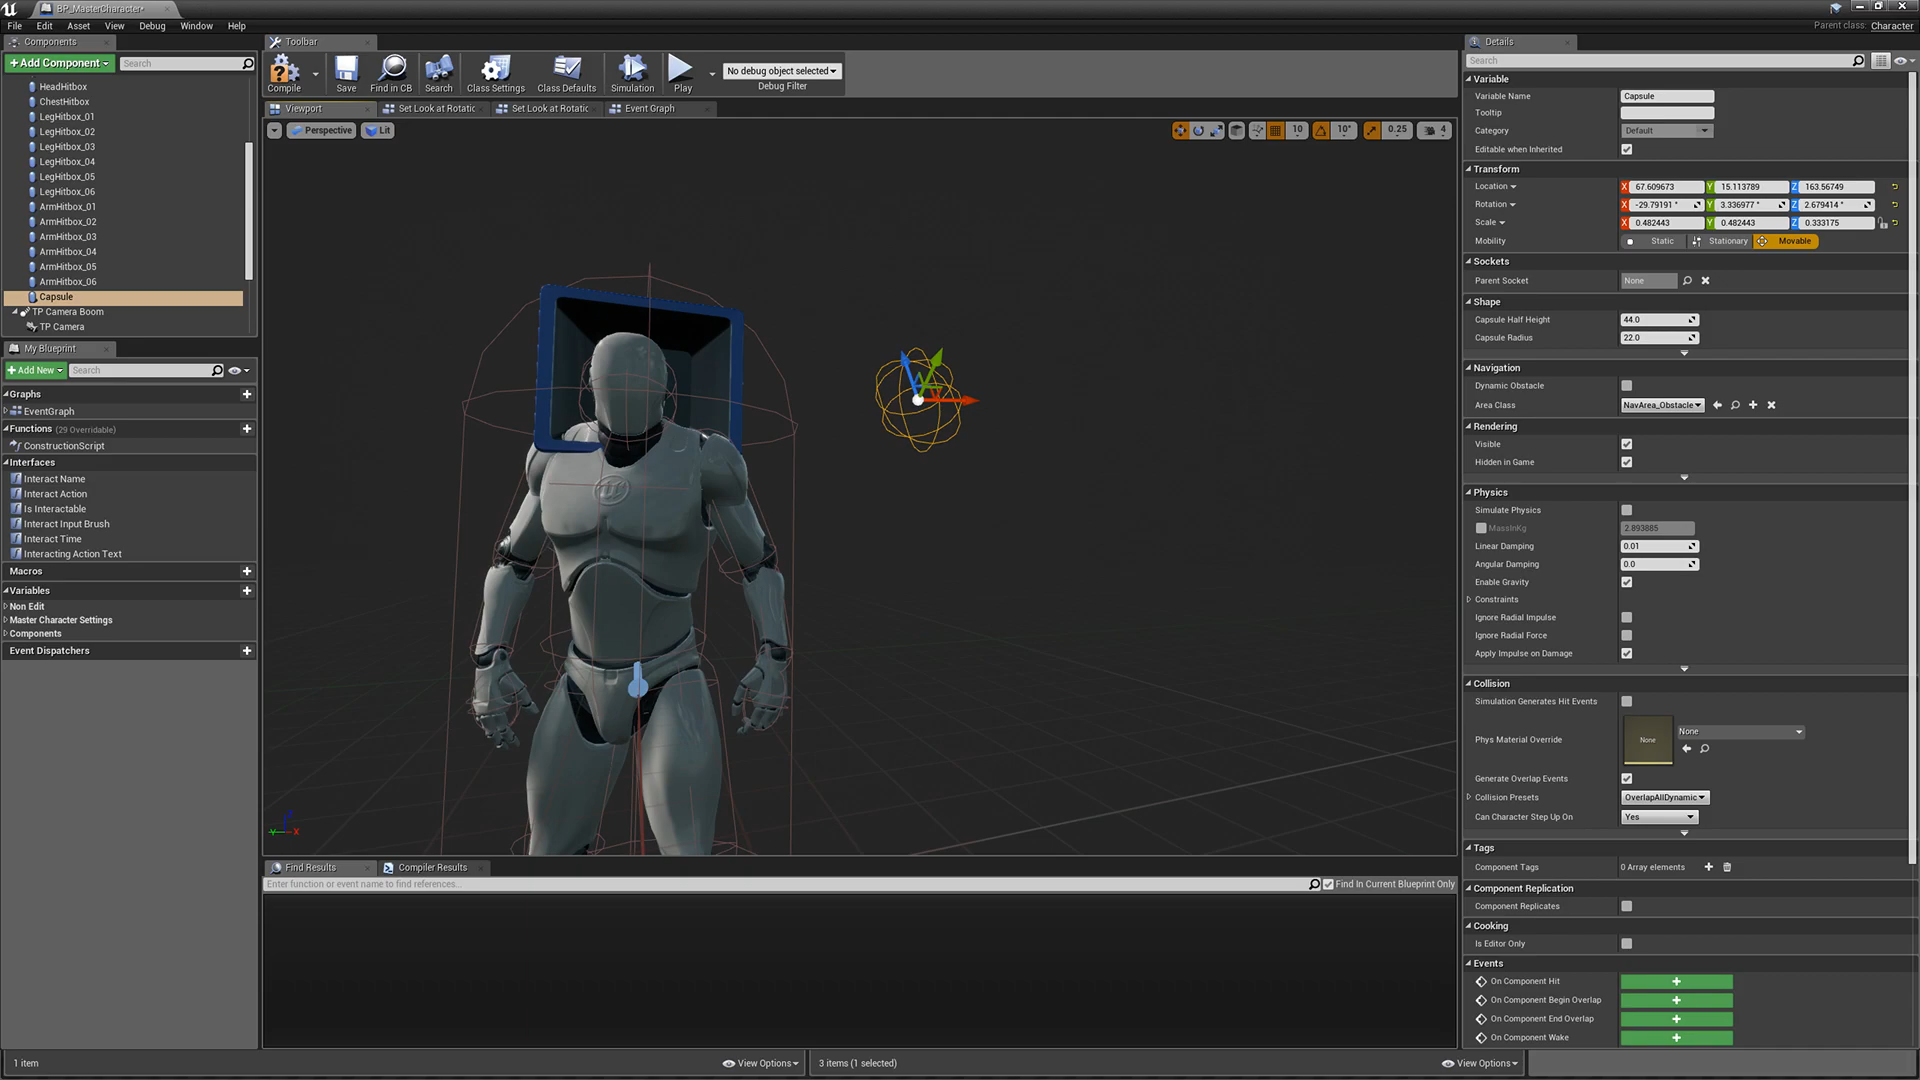 BP_MasterCharacter*
File Edit Asset View Debug Window Help
Parent class: Character
Components
+Add Component
Search
HeadHitbox
ChestHitbox
LegHitbox_01
LegHitbox_02
LegHitbox_03
LegHitbox_04
LegHitbox_05
LegHitbox_06
ArmHitbox_01
ArmHitbox_02
ArmHitbox_03
ArmHitbox_04
ArmHitbox_05
ArmHitbox_06
Capsule
TP Camera Boom
TP Camera
My Blueprint
+Add New
Search
Graphs
EventGraph
Functions (29 Overridable)
ConstructionScript
Interfaces
Interact Name
Interact Action
Is Interactable
Interact Input Brush
Interact Time
Interacting Action Text
Macros
Variables
Non Edit
Master Character Settings
Components
Event Dispatchers
1 item
View Options
Toolbar
Compile
Save
Find in CB
Search
Class Settings
Class Defaults
Simulation
Play
No debug object selected
Debug Filter
Viewport
Set Look at Rotatic
Set Look at Rotatic
Event Graph
Perspective
Lit
10
10°
0.25
4
Find Results
Compiler Results
Enter function or event name to find references...
Find In Current Blueprint Only
3 items (1 selected)
View Options
Details
Search
Variable
Variable Name Capsule
Tooltip
Category Default
Editable when Inherited
Transform
Location X 67.609673 Y 15.113789 Z 163.56749
Rotation X -29.79191 ° Y 3.336977 ° Z 2.679414 °
Scale X 0.482443 Y 0.482443 Z 0.333175
Mobility Static Stationary Movable
Sockets
Parent Socket None
Shape
Capsule Half Height 44.0
Capsule Radius 22.0
Navigation
Dynamic Obstacle
Area Class NavArea_Obstacle
Rendering
Visible
Hidden in Game
Physics
Simulate Physics
MassInKg 2.893885
Linear Damping 0.01
Angular Damping 0.0
Enable Gravity
Constraints
Ignore Radial Impulse
Ignore Radial Force
Apply Impulse on Damage
Collision
Simulation Generates Hit Events
Phys Material Override None None
Generate Overlap Events
Collision Presets OverlapAllDynamic
Can Character Step Up On Yes
Tags
Component Tags 0 Array elements
Component Replication
Component Replicates
Cooking
Is Editor Only
Events
On Component Hit
On Component Begin Overlap
On Component End Overlap
On Component Wake